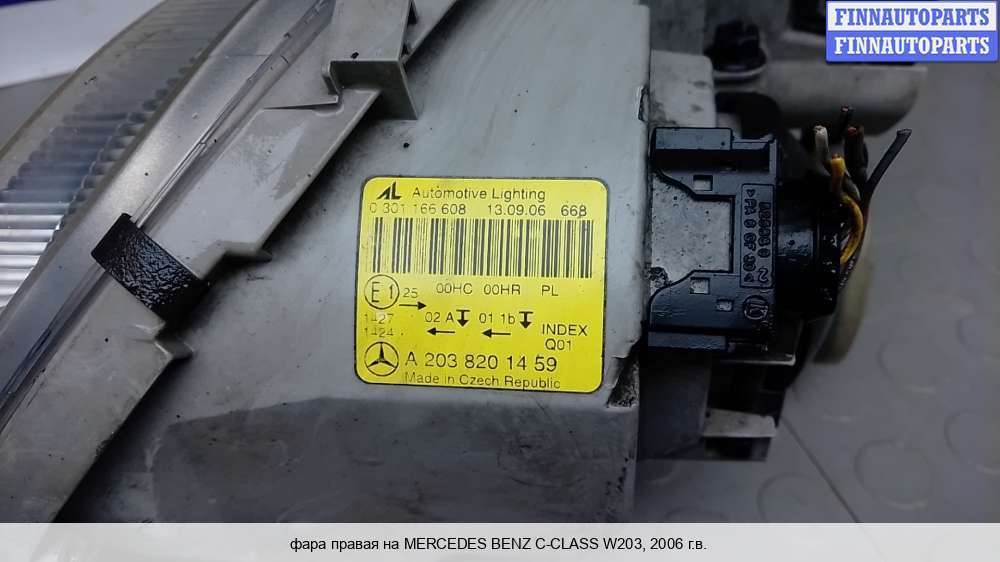 FINNAUTOPARTS
FINNAUTOPARTS
AL Automotive Lighting
0 301 166 608 13.09.06 668
E1 25 00HC 00HR PL
1427 02 A 01 1b
1424 INDEX
Q01
A 203 820 14 59
Made in Czech Republic
фара правая на MERCEDES BENZ C-CLASS W203, 2006 г.в.